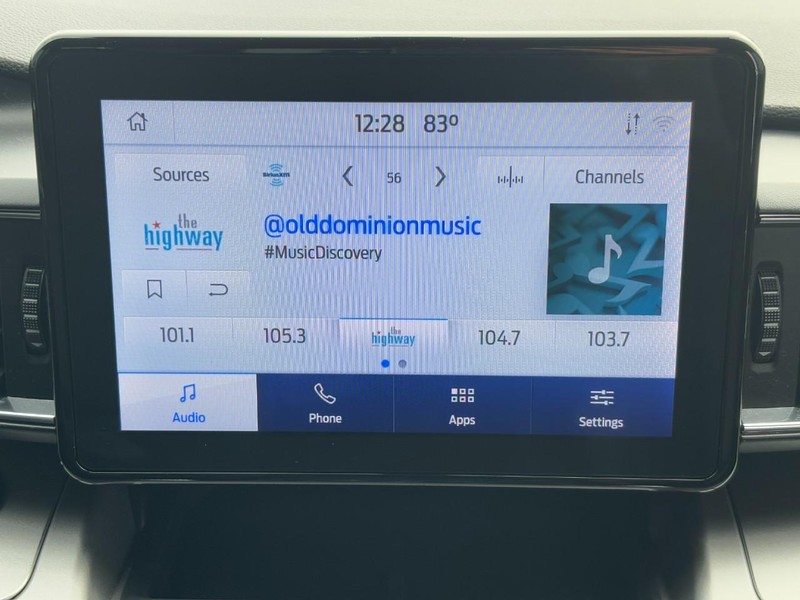 12:28 83º
Sources
SiriusXM
56
Channels
the
highway
@olddominionmusic
#MusicDiscovery
101.1
105.3
the
highway
104.7
103.7
Audio
Phone
Apps
Settings